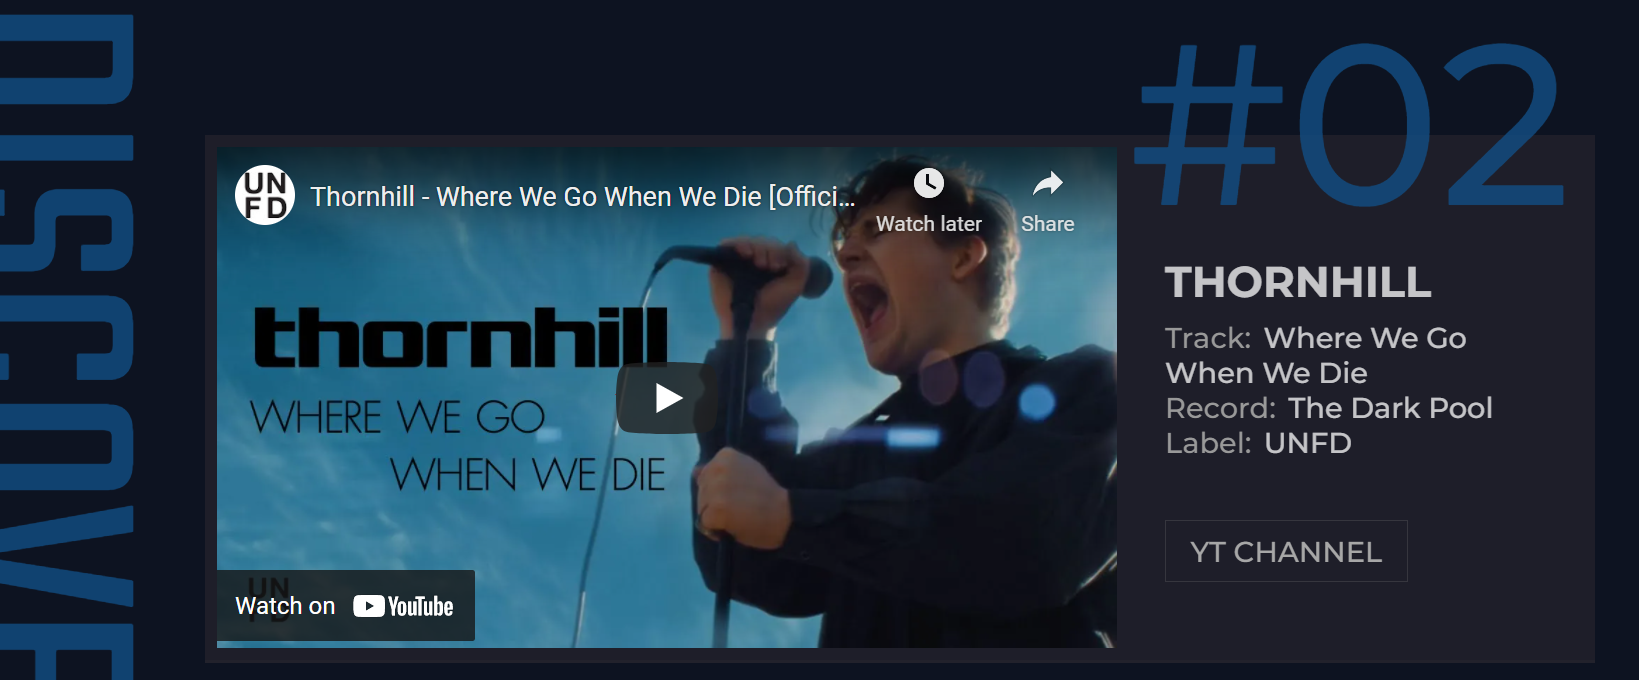 DISCOVE
#02
UN
FD
Thornhill - Where We Go When We Die [Offici...
Watch later
Share
thornhill
WHERE WE GO
WHEN WE DIE
UN
FD
Watch on YouTube
THORNHILL
Track: Where We Go
When We Die
Record: The Dark Pool
Label: UNFD
YT CHANNEL